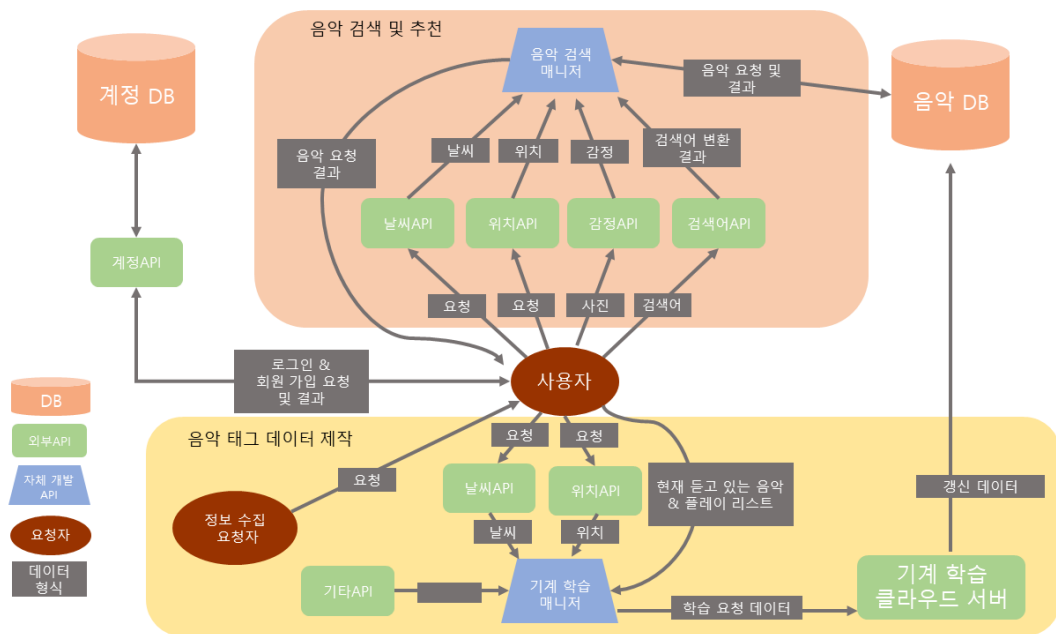 음악 검색 및 추천
음악 검색
매니저
계정 DB
음악 요청 및
결과
음악 DB
음악 요청
결과
날씨
위치
감정
검색어 변환
결과
날씨API
위치API
감정API
검색어API
계정API
요청
요청
사진
검색어
로그인 &
회원 가입 요청
및 결과
사용자
DB
외부API
자체 개발
API
요청자
데이터
형식
음악 태그 데이터 제작
요청
요청
요청
날씨API
위치API
현재 듣고 있는 음악
& 플레이 리스트
갱신 데이터
정보 수집
요청자
날씨
위치
기타API
기계 학습
매니저
학습 요청 데이터
기계 학습
클라우드 서버